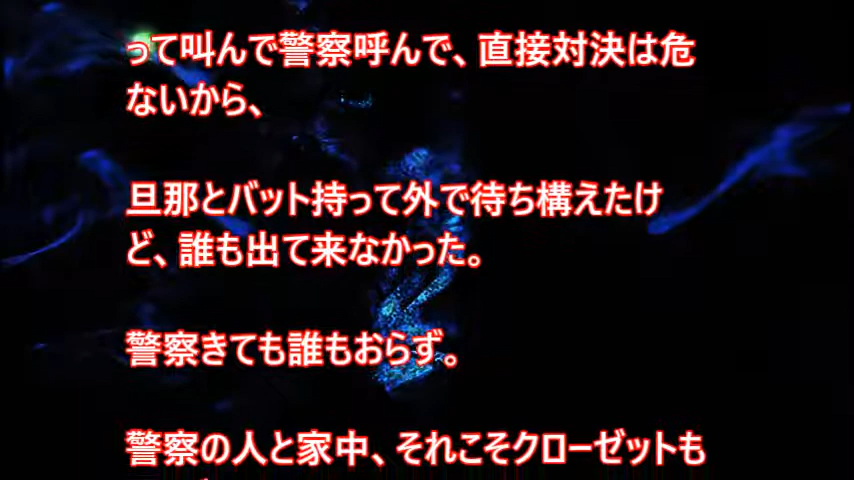 って叫んで警察呼んで、直接対決は危
ないから、
旦那とバット持って外で待ち構えたけ
ど、誰も出て来なかった。
警察きても誰もおらず。
警察の人と家中、それこそクローゼットも